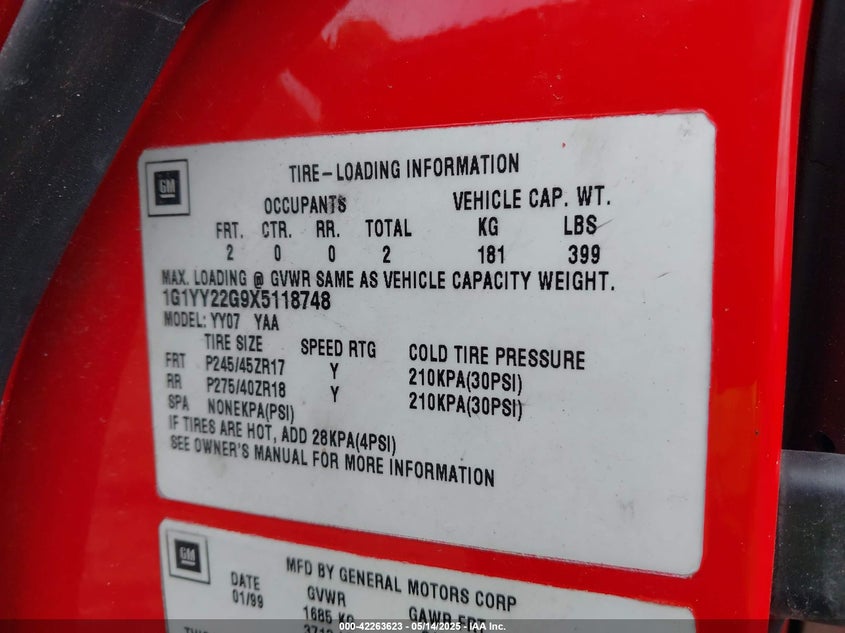 GM
TIRE-LOADING INFORMATION
OCCUPANTS VEHICLE CAP. WT.
FRT. CTR. RR. TOTAL KG LBS
2 0 0 2 181 399
MAX. LOADING @ GVWR SAME AS VEHICLE CAPACITY WEIGHT.
1G1YY22G9X5118748
MODEL: YY07 YAA
TIRE SIZE SPEED RTG COLD TIRE PRESSURE
FRT P245/45ZR17 Y 210KPA(30PSI)
RR P275/40ZR18 Y 210KPA(30PSI)
SPA NONEKPA(PSI)
IF TIRES ARE HOT, ADD 28KPA(4PSI)
SEE OWNER'S MANUAL FOR MORE INFORMATION
GM
MFD BY GENERAL MOTORS CORP
DATE GVWR GAWR FRT
01/99 1685 KG
000-42263623 - 05/14/2025 - IAA Inc.